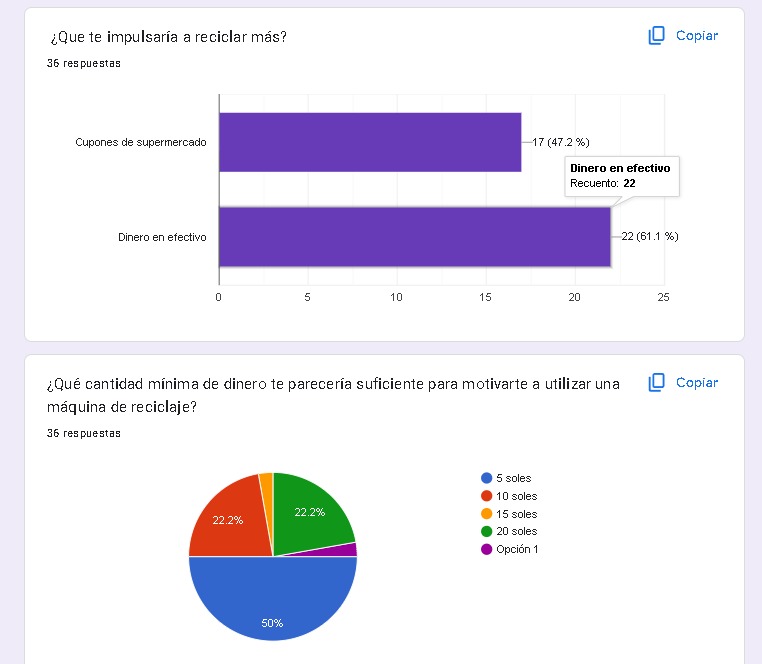 ¿Que te impulsaría a reciclar más?
Copiar
36 respuestas
Cupones de supermercado
17 (47.2 %)
Dinero en efectivo
Recuento: 22
Dinero en efectivo
22 (61.1 %)
0 5 10 15 20 25
¿Qué cantidad mínima de dinero te parecería suficiente para motivarte a utilizar una
máquina de reciclaje?
Copiar
36 respuestas
5 soles
10 soles
15 soles
20 soles
Opción 1
22.2%
22.2%
50%